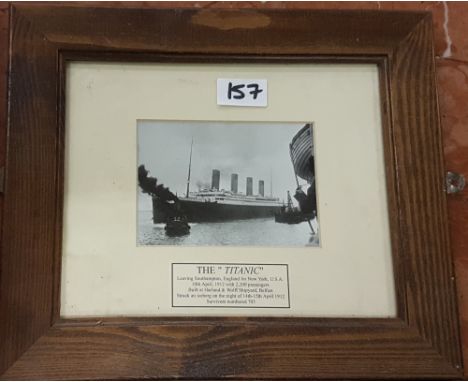 157
THE "TITANIC"
Leaving Southampton, England for New York, U.S.A.
10th April, 1912 with 2,209 passengers
Built at Harland & Wolff Shipyard, Belfast
Struck an iceberg on the night of 14th-15th April 1912
Survivors numbered 703